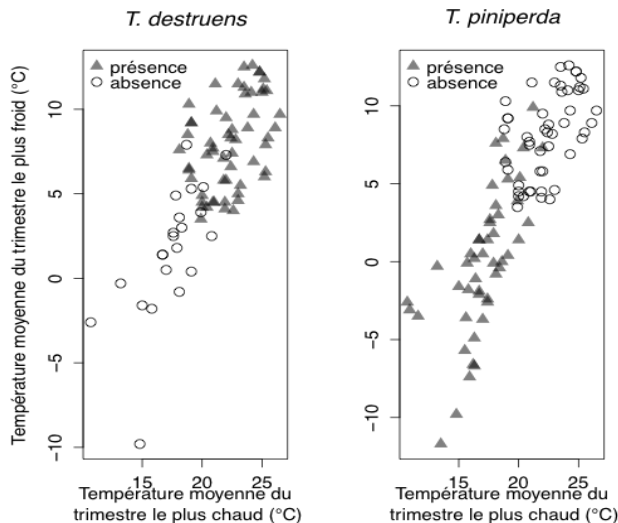 T. destruens
T. piniperda
présence
absence
présence
absence
Température moyenne du trimestre le plus froid (°C)
10
5
0
−5
−10
10
5
0
−5
−10
15 20 25
15 20 25
Température moyenne du
trimestre le plus chaud (°C)
Température moyenne du
trimestre le plus chaud (°C)